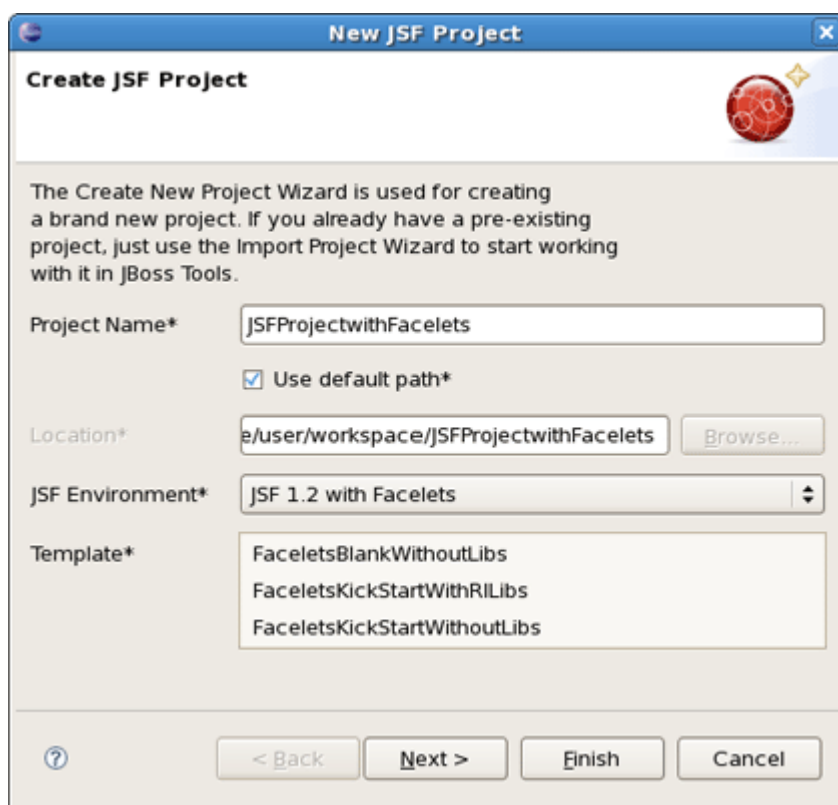 New JSF Project
Create JSF Project
The Create New Project Wizard is used for creating
a brand new project. If you already have a pre-existing
project, just use the Import Project Wizard to start working
with it in JBoss Tools.
Project Name* JSFProjectwithFacelets
Use default path*
Location* e/user/workspace/JSFProjectwithFacelets Browse...
JSF Environment* JSF 1.2 with Facelets
Template* FaceletsBlankWithoutLibs
FaceletsKickStartWithRILibs
FaceletsKickStartWithoutLibs
? < Back Next > Finish Cancel